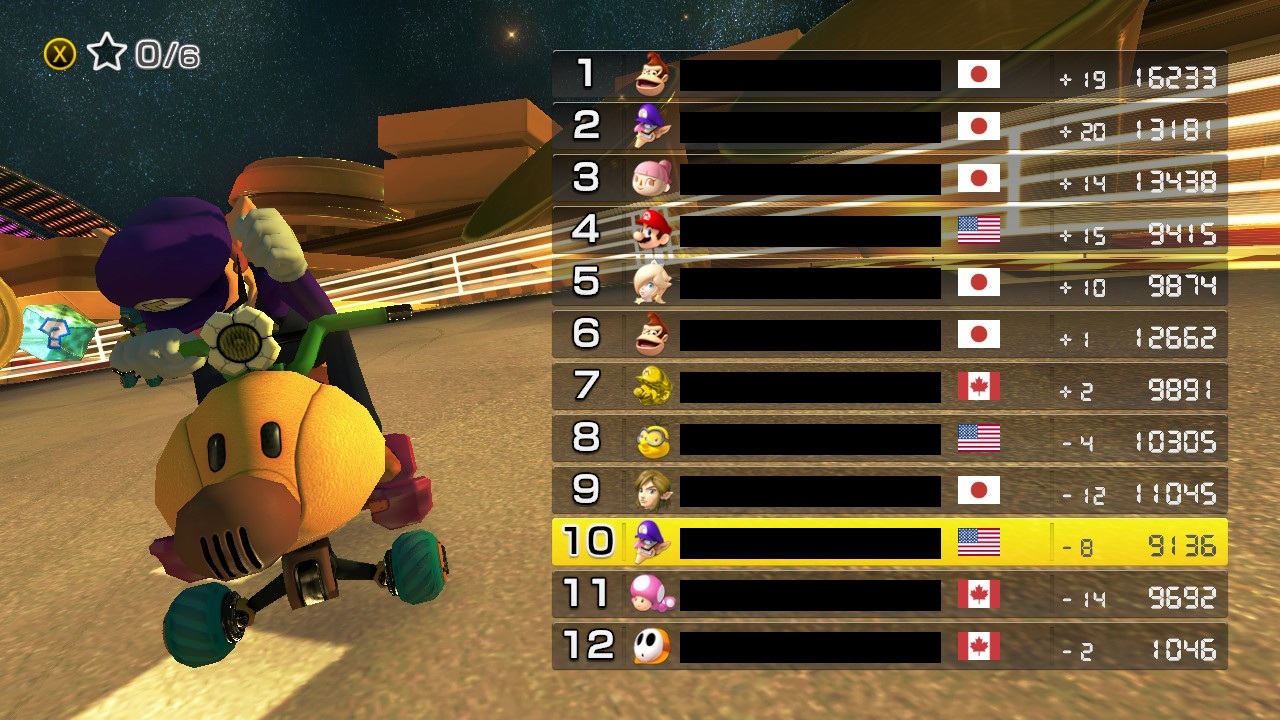 X 0/6
1 + 19 16233
2 + 20 13181
3 + 14 13438
4 + 15 9415
5 + 10 9874
6 + 1 12662
7 + 2 9891
8 - 4 10305
9 - 12 11045
10 - 8 9136
11 - 14 9692
12 - 2 1046